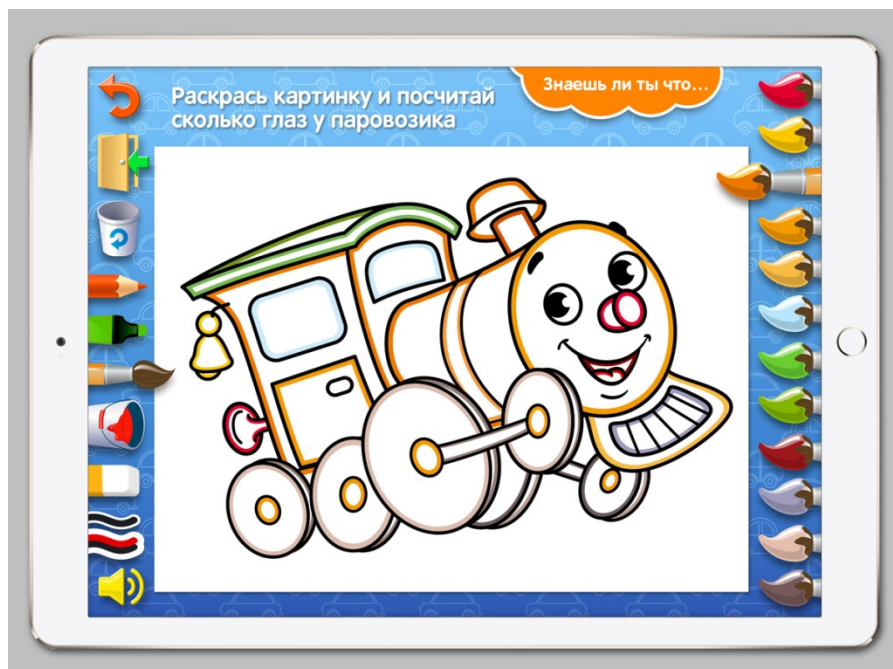 Раскрась картинку и посчитай
сколько глаз у паровозика
Знаешь ли ты что...